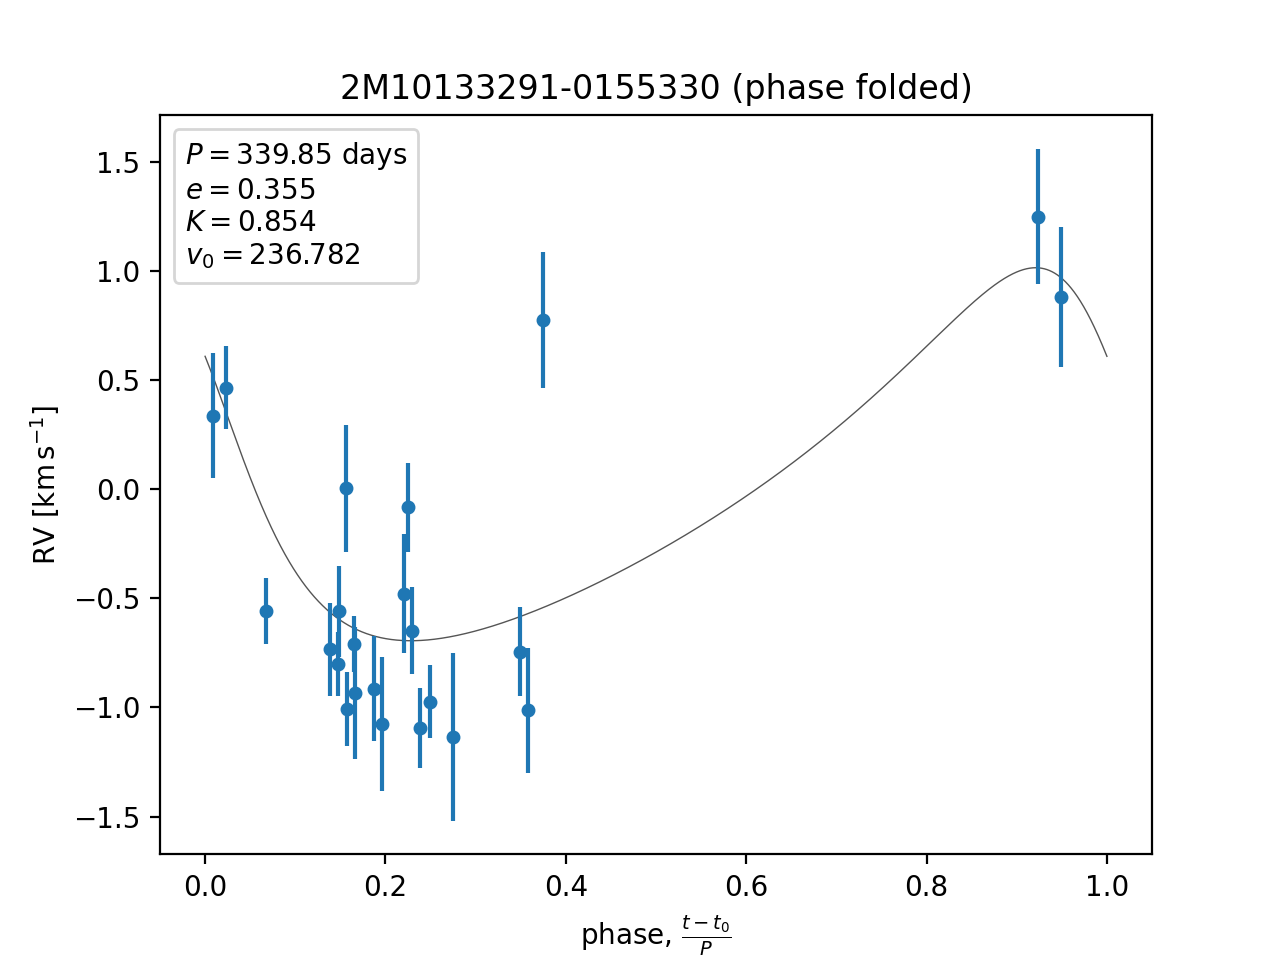 2M10133291-0155330 (phase folded)
P = 339.85 days
e = 0.355
K = 0.854
v₀ = 236.782
1.5
1.0
0.5
0.0
−0.5
−1.0
−1.5
RV [km s⁻¹]
0.0 0.2 0.4 0.6 0.8 1.0
phase, (t − t₀)/P